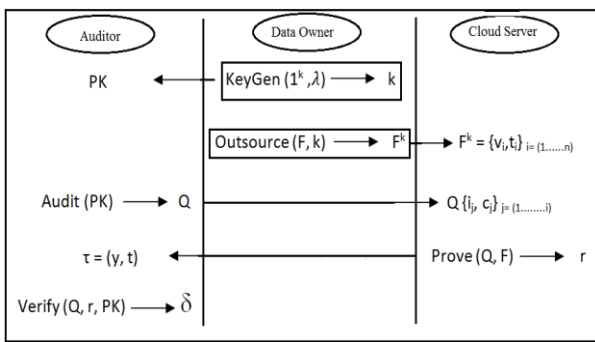 Auditor Data Owner Cloud Server
PK KeyGen (1^k ,λ) → k
Outsource (F, k) → F^k F^k = {v_i,t_i} i= (1......n)
Audit (PK) → Q Q {i_j, c_j} j= (1........i)
τ = (y, t) Prove (Q, F) → r
Verify (Q, r, PK) → δ